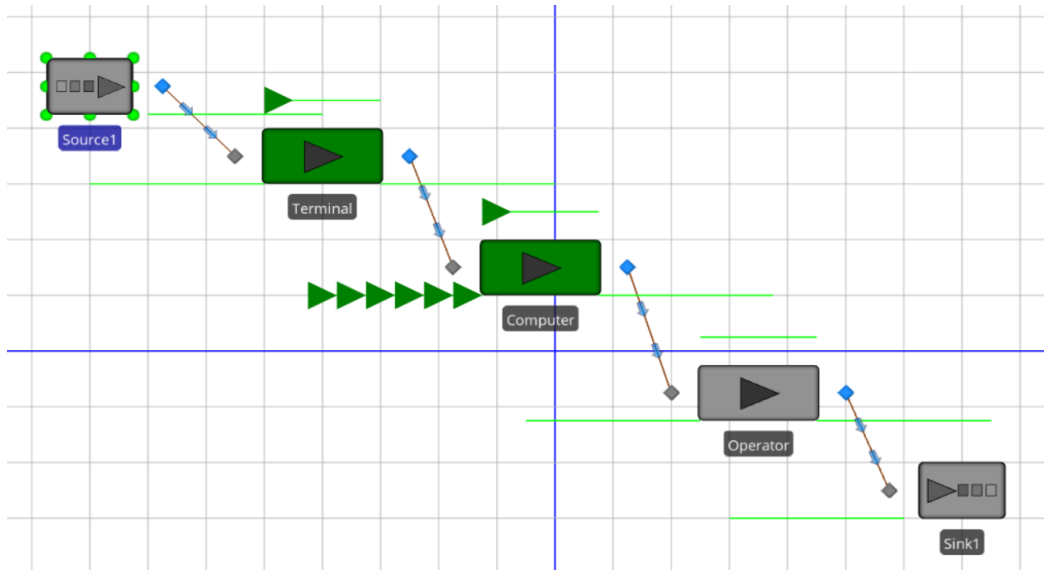 Source1
Terminal
Computer
Operator
Sink1